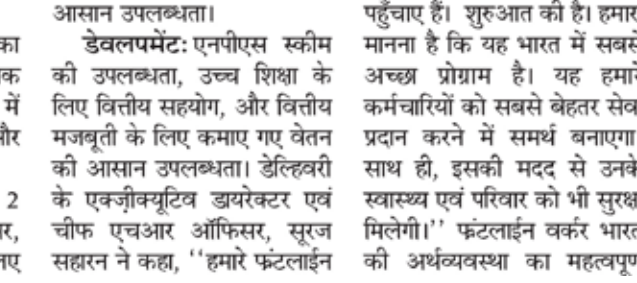 का
क
में
और
2
र,
आसान उपलब्धता।
डेवलपमेंट: एनपीएस स्कीम
की उपलब्धता, उच्च शिक्षा के
लिए वित्तीय सहयोग, और वित्तीय
मजबूती के लिए कमाए गए वेतन
की आसान उपलब्धता। डेल्हिवरी
के एक्ज़ीक्यूटिव डायरेक्टर एवं
चीफ एचआर ऑफिसर, सूरज
सहारन ने कहा, ‘‘हमारे फ्रंटलाईन
पहुँचाए हैं। शुरुआत की है। हमारा
मानना है कि यह भारत में सबसे
अच्छा प्रोग्राम है। यह हमारे
कर्मचारियों को सबसे बेहतर सेवा
प्रदान करने में समर्थ बनाएगा
साथ ही, इसकी मदद से उनके
स्वास्थ्य एवं परिवार को भी सुरक्षा
मिलेगी।’’ फ्रंटलाईन वर्कर भारत
की अर्थव्यवस्था का महत्वपूर्ण